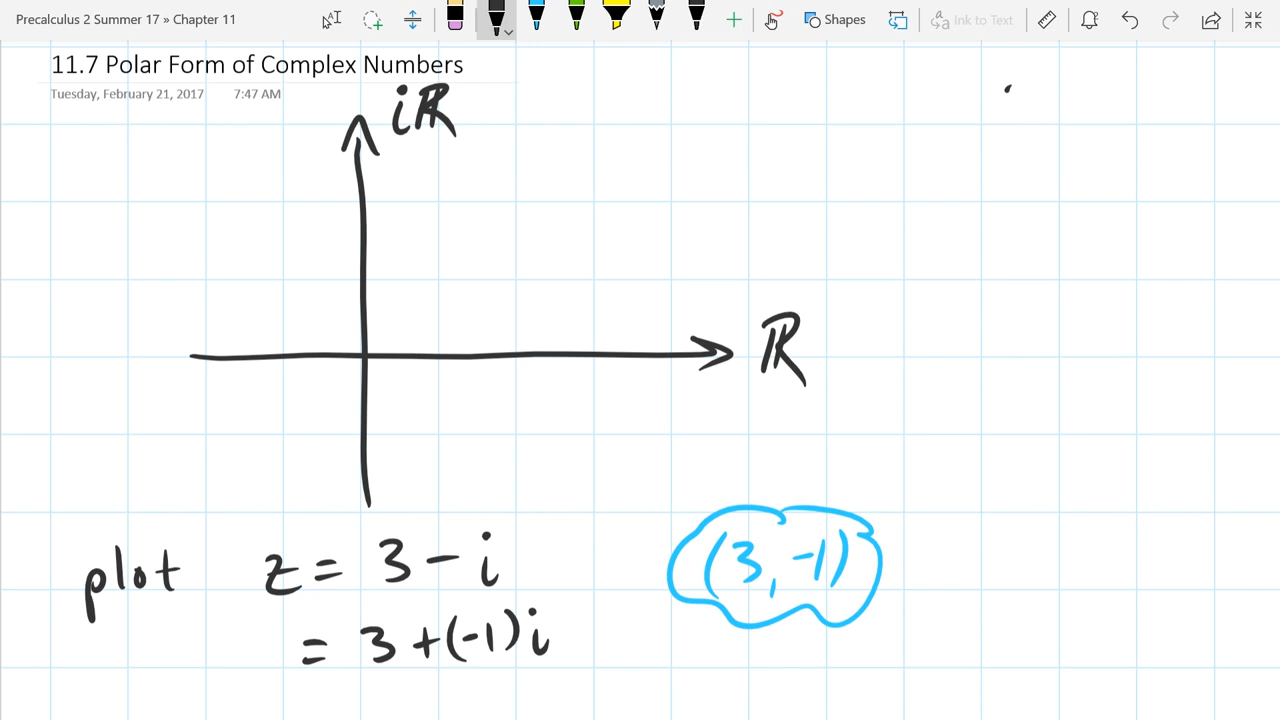 Precalculus 2 Summer 17 » Chapter 11
Shapes
Ink to Text
11.7 Polar Form of Complex Numbers
Tuesday, February 21, 2017 7:47 AM
iℝ
ℝ
plot z = 3 - i
(3, -1)
= 3 + (-1)i